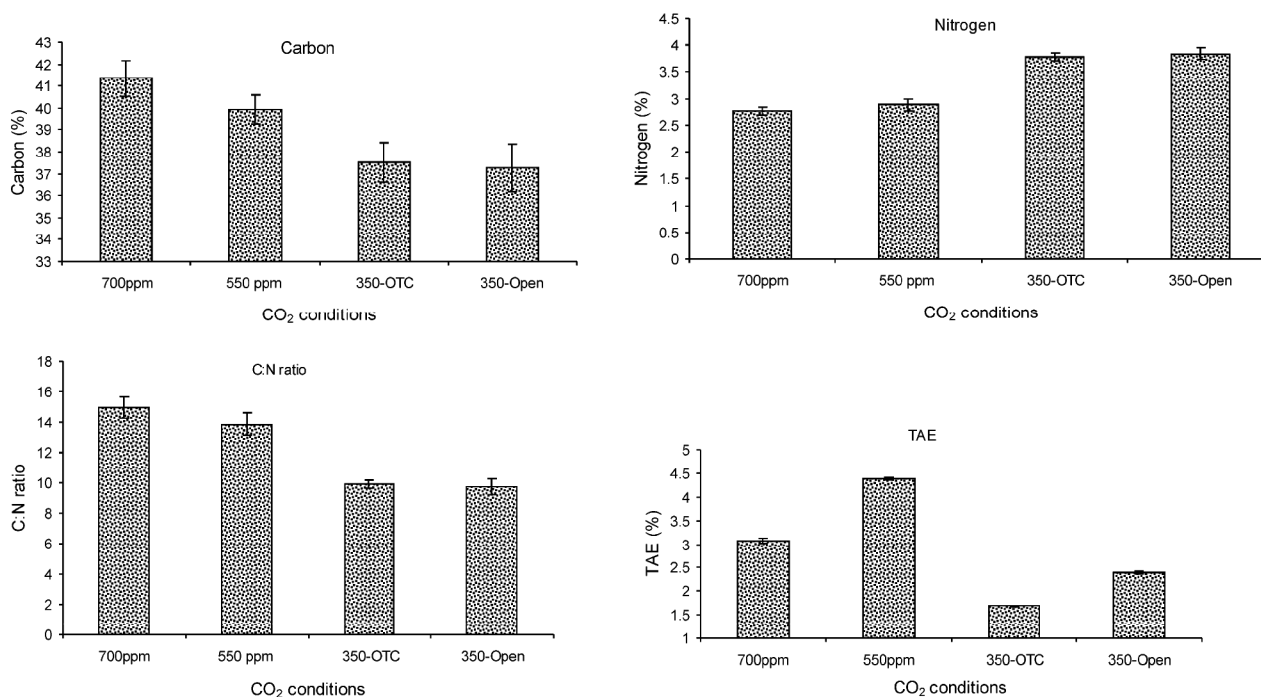 Carbon
43
42
41
40
39
38
37
36
35
34
33
Carbon (%)
700ppm 550 ppm 350-OTC 350-Open
CO₂ conditions
Nitrogen
4.5
4
3.5
3
2.5
2
1.5
1
0.5
0
Nitrogen (%)
700ppm 550 ppm 350-OTC 350-Open
CO₂ conditions
C:N ratio
18
16
14
12
10
8
6
4
2
0
C:N ratio
700ppm 550 ppm 350-OTC 350-Open
CO₂ conditions
TAE
5
4.5
4
3.5
3
2.5
2
1.5
1
TAE (%)
700ppm 550ppm 350-OTC 350-Open
CO₂ conditions